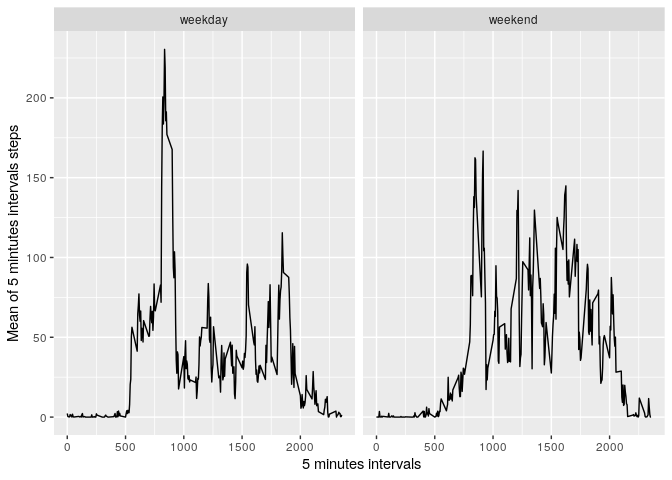 weekday weekend
Mean of 5 mintutes intervals steps
200
150
100
50
0
0 500 1000 1500 2000 0 500 1000 1500 2000
5 minutes intervals